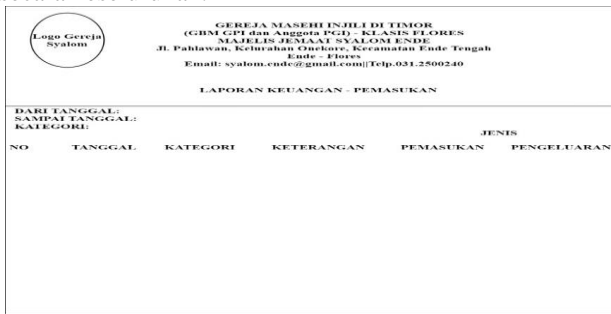 Logo Gereja
Syalom
GEREJA MASEHI INJILI DI TIMOR
(GBM GPI dan Anggota PGI) - KLASIS FLORES
MAJELIS JEMAAT SYALOM ENDE
Jl. Pahlawan, Kelurahan Onekore, Kecamatan Ende Tengah
Ende - Flores
Email: syalom.ende@gmail.com||Telp.031.2500240
LAPORAN KEUANGAN - PEMASUKAN
DARI TANGGAL:
SAMPAI TANGGAL:
KATEGORI:
JENIS
NO TANGGAL KATEGORI KETERANGAN PEMASUKAN PENGELUARAN